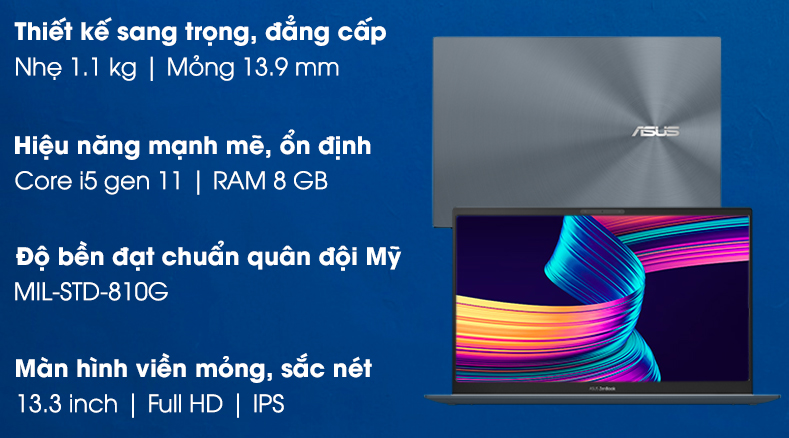 Thiết kế sang trọng, đẳng cấp
Nhẹ 1.1 kg | Mỏng 13.9 mm
Hiệu năng mạnh mẽ, ổn định
Core i5 gen 11 | RAM 8 GB
Độ bền đạt chuẩn quân đội Mỹ
MIL-STD-810G
Màn hình viền mỏng, sắc nét
13.3 inch | Full HD | IPS
ASUS
ASUS ZenBook